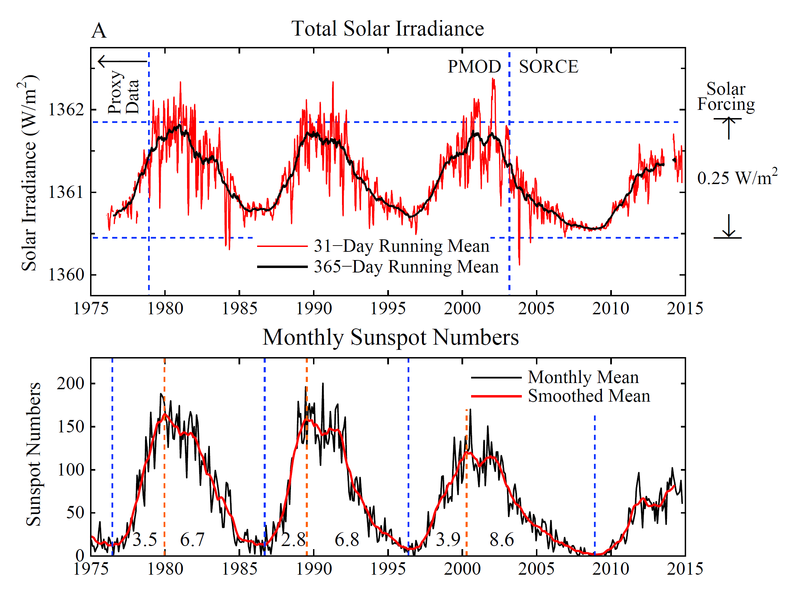 A
Total Solar Irradiance
Solar Irradiance (W/m²)
1362
1361
1360
Proxy
Data
PMOD
SORCE
Solar
Forcing
0.25 W/m²
31−Day Running Mean
365−Day Running Mean
1975 1980 1985 1990 1995 2000 2005 2010 2015
Monthly Sunspot Numbers
Sunspot Numbers
200
150
100
50
0
Monthly Mean
Smoothed Mean
3.5 6.7 2.8 6.8 3.9 8.6
1975 1980 1985 1990 1995 2000 2005 2010 2015